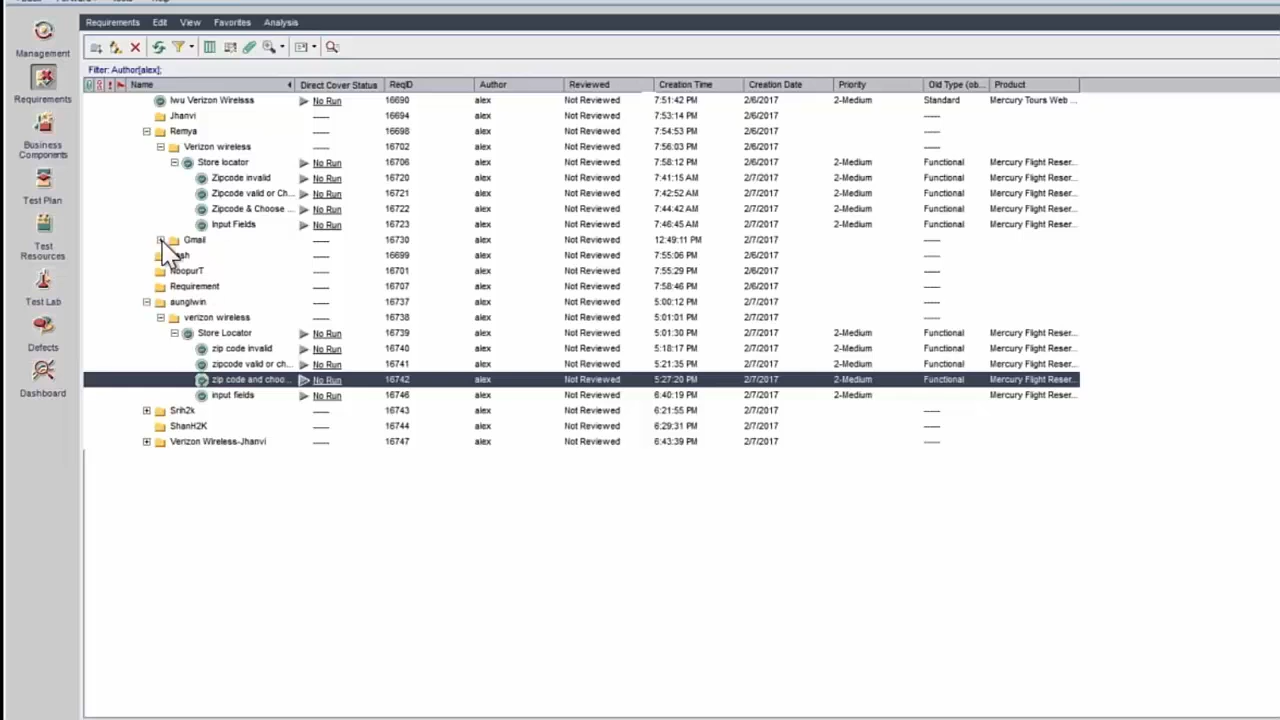 Requirements Edit View Favorites Analysis
Filter: Author[alex];
Name Direct Cover Status ReqID Author Reviewed Creation Time Creation Date Priority Old Type (ob... Product
Iwu Verizon Wirelsss No Run 16690 alex Not Reviewed 7:51:42 PM 2/6/2017 2-Medium Standard Mercury Tours Web ...
Jhanvi ----- 16694 alex Not Reviewed 7:53:14 PM 2/6/2017 -----
Remya ----- 16698 alex Not Reviewed 7:54:53 PM 2/6/2017 -----
Verizon wireless ----- 16702 alex Not Reviewed 7:56:03 PM 2/6/2017 -----
Store locator No Run 16706 alex Not Reviewed 7:58:12 PM 2/6/2017 2-Medium Functional Mercury Flight Reser...
Zipcode invalid No Run 16720 alex Not Reviewed 7:41:15 AM 2/7/2017 2-Medium Functional Mercury Flight Reser...
Zipcode valid or Ch... No Run 16721 alex Not Reviewed 7:42:52 AM 2/7/2017 2-Medium Functional Mercury Flight Reser...
Zipcode & Choose ... No Run 16722 alex Not Reviewed 7:44:42 AM 2/7/2017 2-Medium Functional Mercury Flight Reser...
Input Fields No Run 16723 alex Not Reviewed 7:46:45 AM 2/7/2017 2-Medium Functional Mercury Flight Reser...
Gmail ----- 16730 alex Not Reviewed 12:49:11 PM 2/7/2017 -----
----- 16699 alex Not Reviewed 7:55:06 PM 2/6/2017 -----
NoopurT ----- 16701 alex Not Reviewed 7:55:29 PM 2/6/2017 -----
Requirement ----- 16707 alex Not Reviewed 7:58:46 PM 2/6/2017 -----
aunglwin ----- 16737 alex Not Reviewed 5:00:12 PM 2/7/2017 -----
verizon wireless ----- 16738 alex Not Reviewed 5:01:01 PM 2/7/2017 -----
Store Locator No Run 16739 alex Not Reviewed 5:01:30 PM 2/7/2017 2-Medium Functional Mercury Flight Reser...
zip code invalid No Run 16740 alex Not Reviewed 5:18:17 PM 2/7/2017 2-Medium Functional Mercury Flight Reser...
zipcode valid or ch... No Run 16741 alex Not Reviewed 5:21:35 PM 2/7/2017 2-Medium Functional Mercury Flight Reser...
zip code and choo... No Run 16742 alex Not Reviewed 5:27:20 PM 2/7/2017 2-Medium Functional Mercury Flight Reser...
input fields No Run 16746 alex Not Reviewed 6:40:19 PM 2/7/2017 2-Medium Mercury Flight Reser...
Srih2k ----- 16743 alex Not Reviewed 6:21:55 PM 2/7/2017 -----
ShanH2K ----- 16744 alex Not Reviewed 6:29:31 PM 2/7/2017 -----
Verizon Wireless-Jhanvi ----- 16747 alex Not Reviewed 6:43:39 PM 2/7/2017 -----
Management
Requirements
Business
Components
Test Plan
Test
Resources
Test Lab
Defects
Dashboard